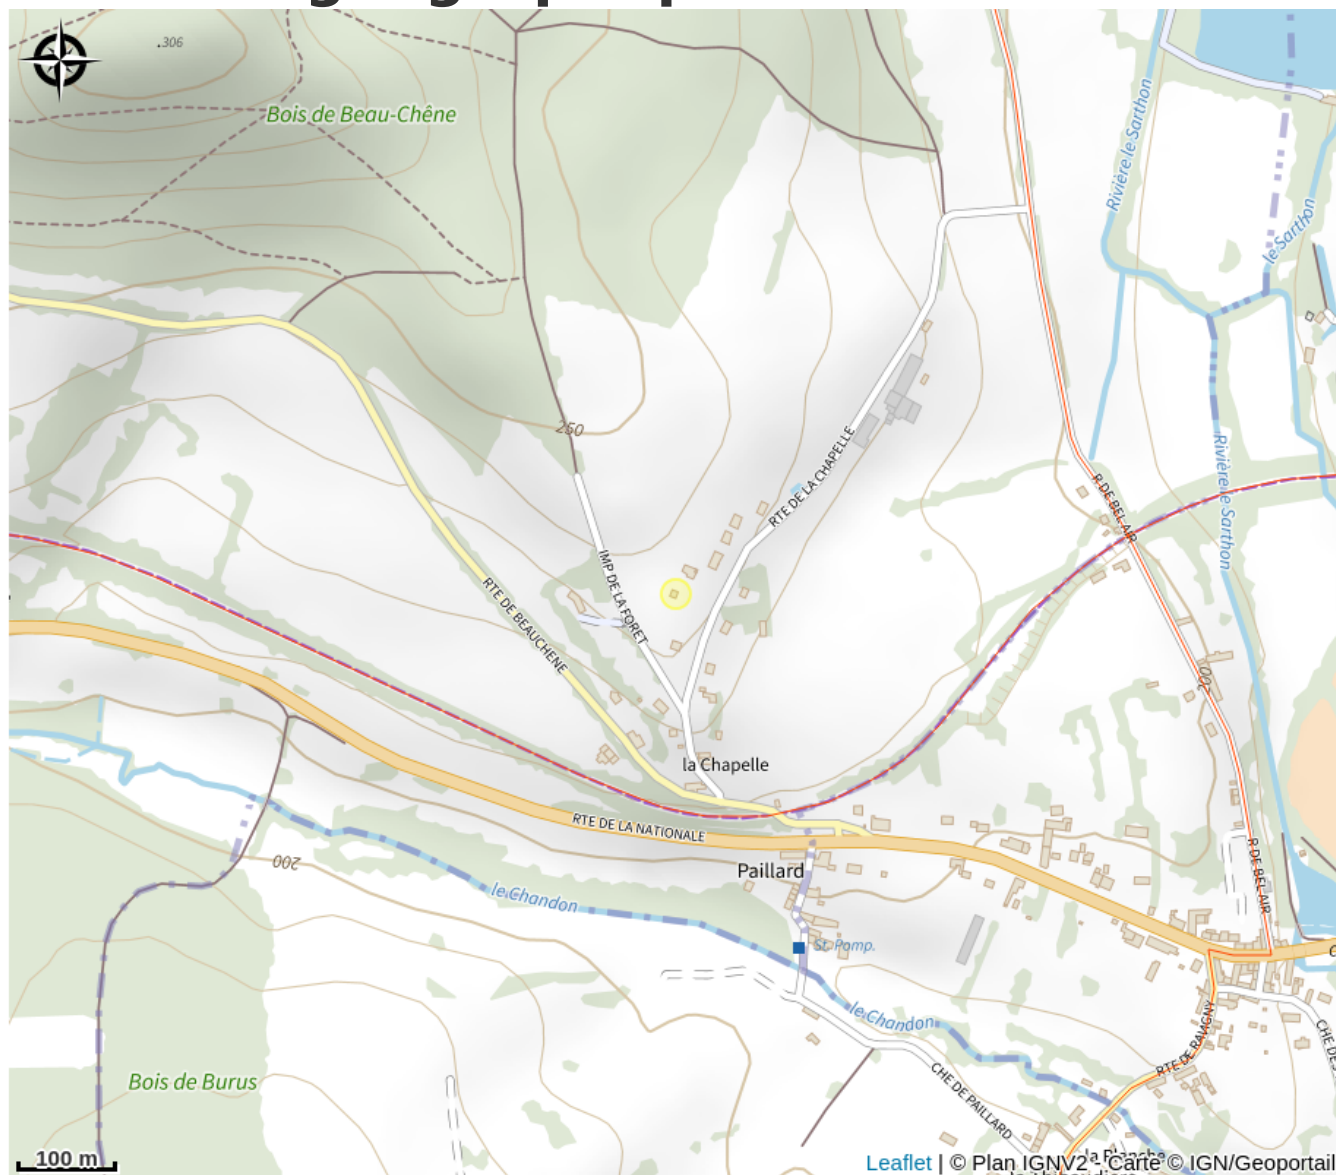 .306
Bois de Beau-Chêne
Rivière le Sarthon
le Sarthon
250
RTE DE LA CHAPELLE
R DE BEL AIR
Rivière le Sarthon
IMP DE LA FORET
RTE DE BEAUCHENE
200
la Chapelle
RTE DE LA NATIONALE
200
Paillard
R DE BEL AIR
le Chandon
St. Pomp.
le Chandon
RTE DE RAVIGNY
Bois de Burus
CHE DE PAILLARD
la Planche
100 m
Leaflet | © Plan IGNV2 - Carte © IGN/Geoportail